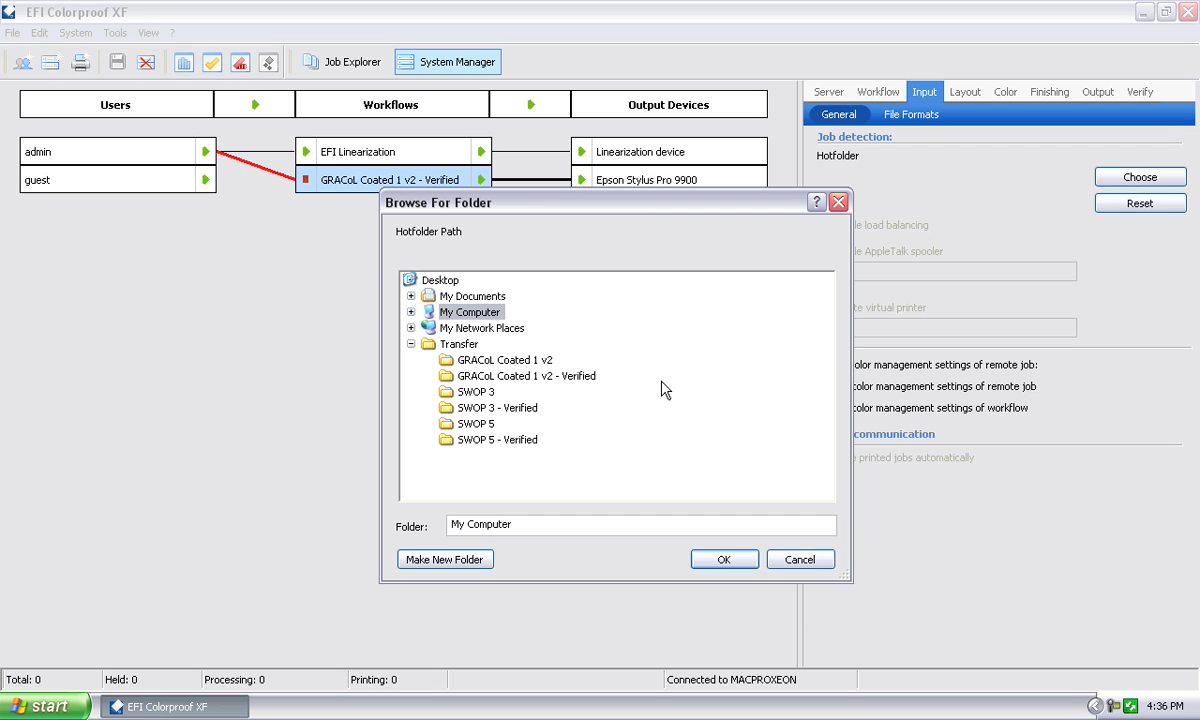 EFI Colorproof XF
File Edit System Tools View ?
Job Explorer System Manager
Users Workflows Output Devices
admin EFI Linearization Linearization device
guest GRACoL Coated 1 v2 - Verified Epson Stylus Pro 9900
Server Workflow Input Layout Color Finishing Output Verify
General File Formats
Job detection:
Hotfolder
Choose
Reset
load balancing
AppleTalk spooler
virtual printer
color management settings of remote job:
color management settings of remote job
color management settings of workflow
communication
printed jobs automatically
Browse For Folder ?
Hotfolder Path
Desktop
My Documents
My Computer
My Network Places
Transfer
GRACoL Coated 1 v2
GRACoL Coated 1 v2 - Verified
SWOP 3
SWOP 3 - Verified
SWOP 5
SWOP 5 - Verified
Folder: My Computer
Make New Folder OK Cancel
Total: 0 Held: 0 Processing: 0 Printing: 0 Connected to MACPROXEON
start EFI Colorproof XF 4:36 PM